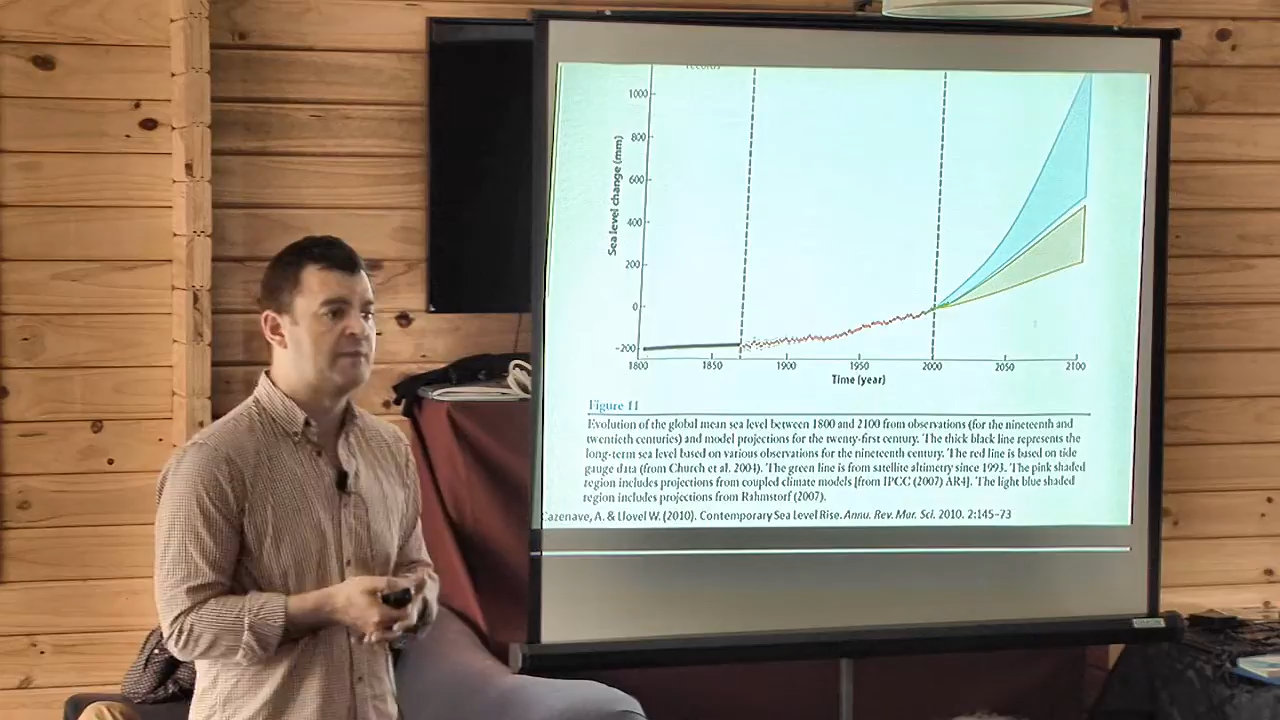 records
1000
800
600
400
200
0
−200
Sea level change (mm)
1800 1850 1900 1950 2000 2050 2100
Time (year)
Figure 11
Evolution of the global mean sea level between 1800 and 2100 from observations (for the nineteenth and
twentieth centuries) and model projections for the twenty-first century. The thick black line represents the
long-term sea level based on various observations for the nineteenth century. The red line is based on tide
gauge data (from Church et al. 2004). The green line is from satellite altimetry since 1993. The pink shaded
region includes projections from coupled climate models [from IPCC (2007) AR4]. The light blue shaded
region includes projections from Rahmstorf (2007).
Cazenave, A. & Llovel W. (2010). Contemporary Sea Level Rise. Annu. Rev. Mar. Sci. 2010. 2:145–73